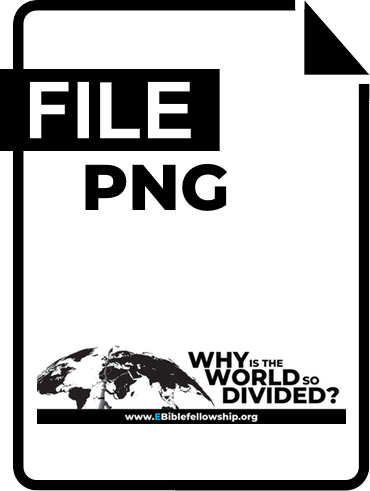 FILE
PNG
WHY IS THE
WORLD SO
DIVIDED?
www.EBiblefellowship.org